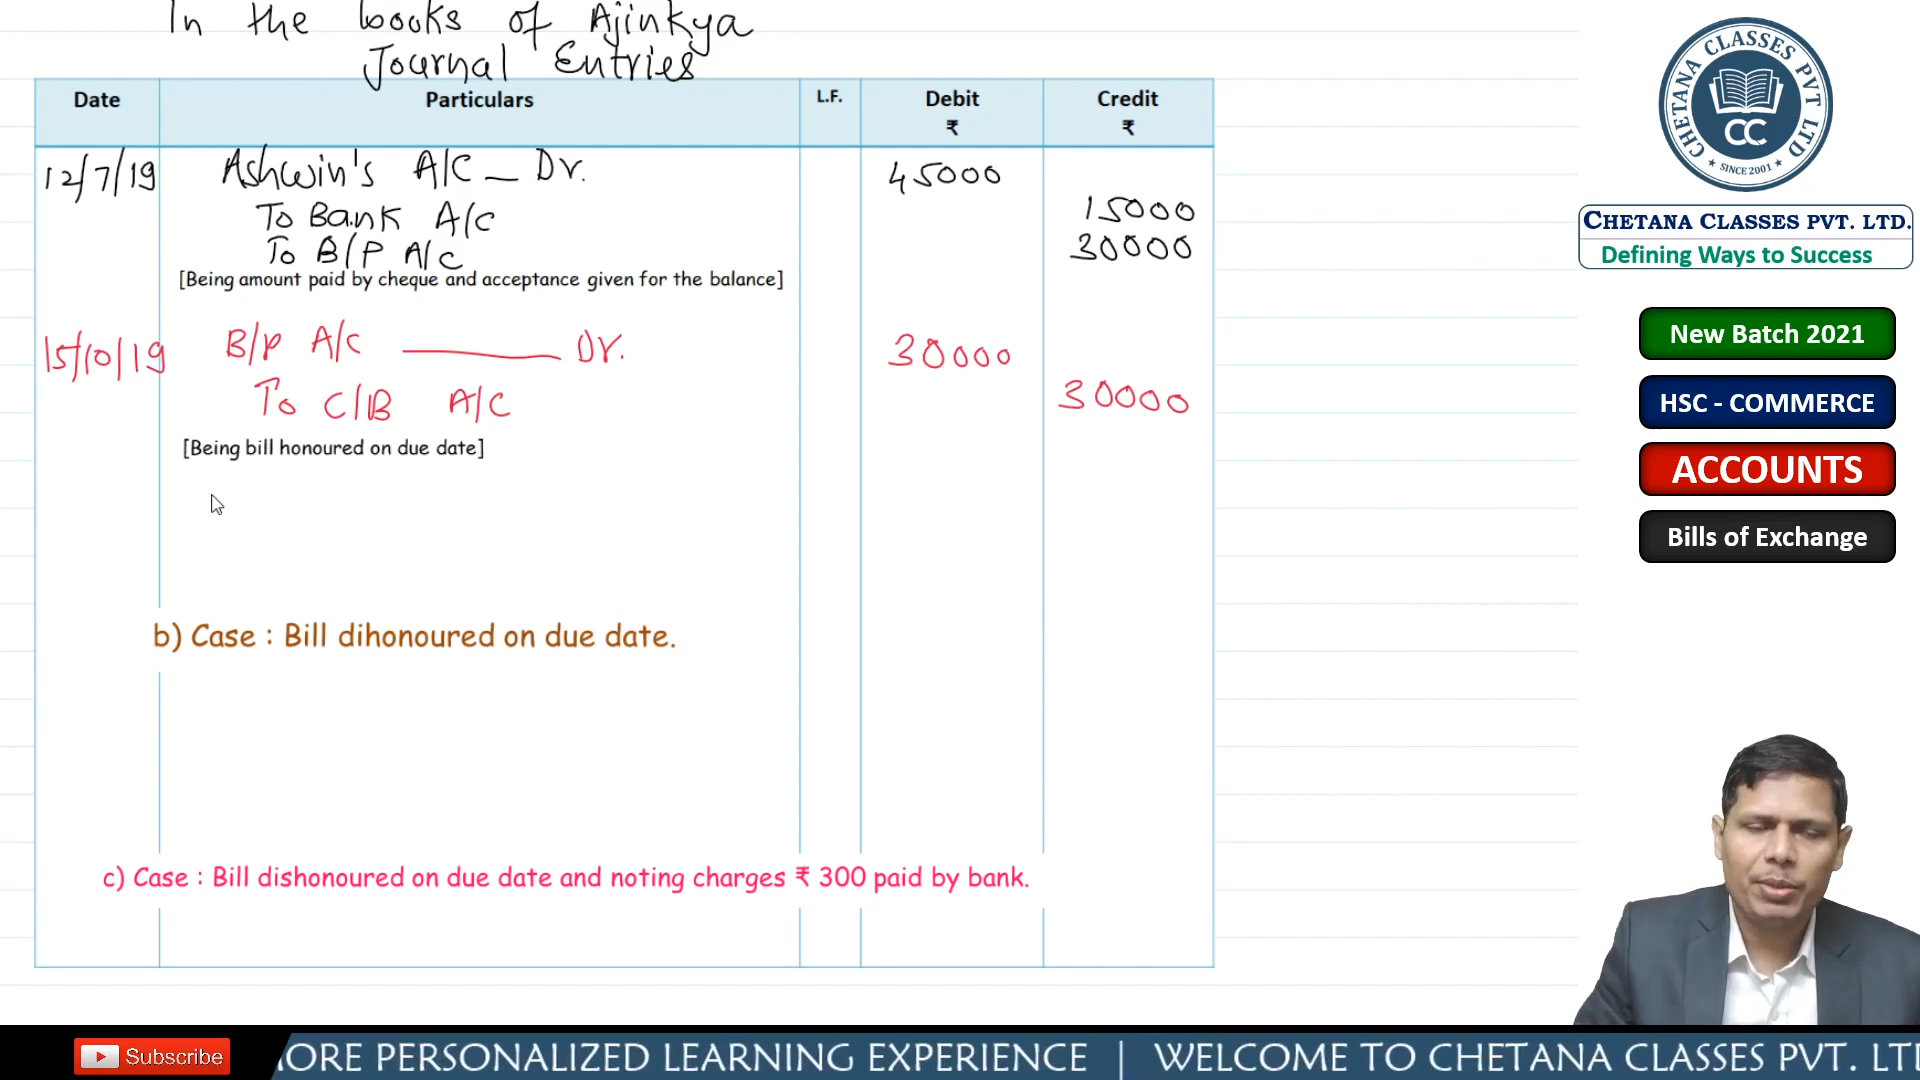 In the books of Ajinkya
Journal Entries
Date Particulars L.F. Debit ₹ Credit ₹
12/7/19 Ashwin's A/C — Dr. 45000
To Bank A/C 15000
To B/P A/C 30000
[Being amount paid by cheque and acceptance given for the balance]
15/10/19 B/P A/C ——— Dr. 30000
To C/B A/C 30000
[Being bill honoured on due date]
b) Case : Bill dihonoured on due date.
c) Case : Bill dishonoured on due date and noting charges ₹ 300 paid by bank.
CHETANA CLASSES PVT LTD
CC
SINCE 2001
CHETANA CLASSES PVT. LTD.
Defining Ways to Success
New Batch 2021
HSC - COMMERCE
ACCOUNTS
Bills of Exchange
Subscribe
ORE PERSONALIZED LEARNING EXPERIENCE | WELCOME TO CHETANA CLASSES PVT. LT